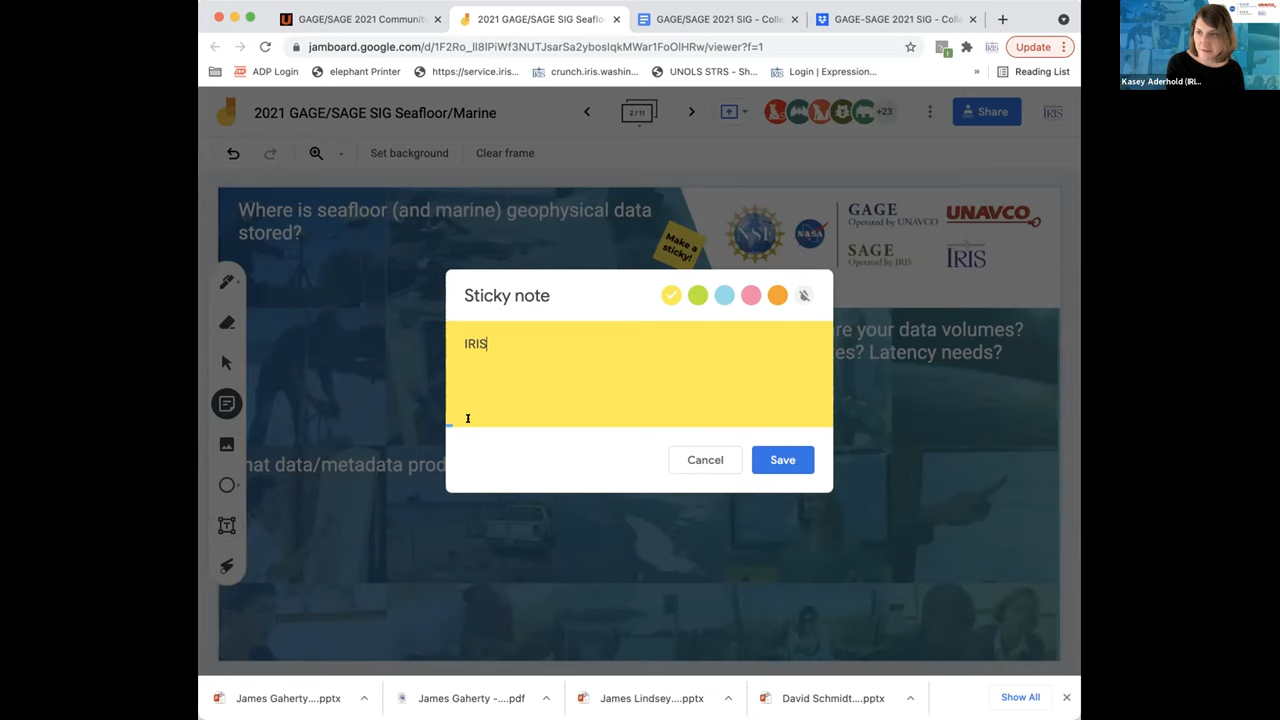 GAGE/SAGE 2021 Community
2021 GAGE/SAGE SIG Seaflo
GAGE/SAGE 2021 SIG - Colle
GAGE-SAGE 2021 SIG - Colle
jamboard.google.com/d/1F2Ro_II8IPiWf3NUTJsarSa2ybosIqkMWar1FoOlHRw/viewer?f=1
Update
ADP Login
elephant Printer
https://service.iris...
crunch.iris.washin...
UNOLS STRS - Sh...
Login | Expression...
»
Reading List
Kasey Aderhold (IRI...
2021 GAGE/SAGE SIG Seafloor/Marine
2 / 11
+23
Share
IRIS
Set background
Clear frame
Where is seafloor (and marine) geophysical data
stored?
Make a
sticky!
NSF
NASA
GAGE
Operated by UNAVCO
UNAVCO
SAGE
Operated by IRIS
IRIS
Sticky note
IRIS
Cancel
Save
re your data volumes?
es? Latency needs?
hat data/metadata prod
James Gaherty....pptx
James Gaherty -....pdf
James Lindsey....pptx
David Schmidt....pptx
Show All